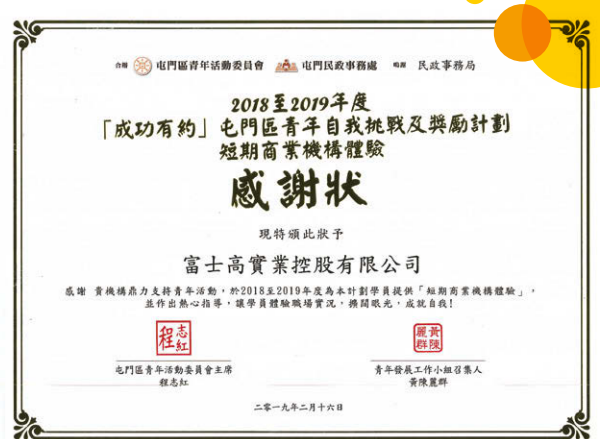 合辦 屯門區青年活動委員會 屯門民政事務處 鳴謝 民政事務局
2018至2019年度
「成功有約」屯門區青年自我挑戰及獎勵計劃
短期商業機構體驗
感謝狀
現特頒此狀予
富士高實業控股有限公司
感謝 貴機構鼎力支持青年活動，於2018至2019年度為本計劃學員提供「短期商業機構體驗」，
並作出熱心指導，讓學員體驗職場實況，擴闊眼光，成就自我！
程志紅
黃陳麗群
屯門區青年活動委員會主席
程志紅
青年發展工作小組召集人
黃陳麗群
二零一九年二月十六日